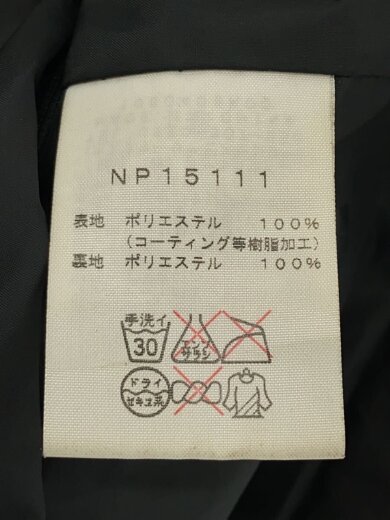 NP15111
表地 ポリエステル 100%
(コーティング等樹脂加工)
裏地 ポリエステル 100%
手洗イ
30
エンソ
サラシ
ドライ
セキユ系